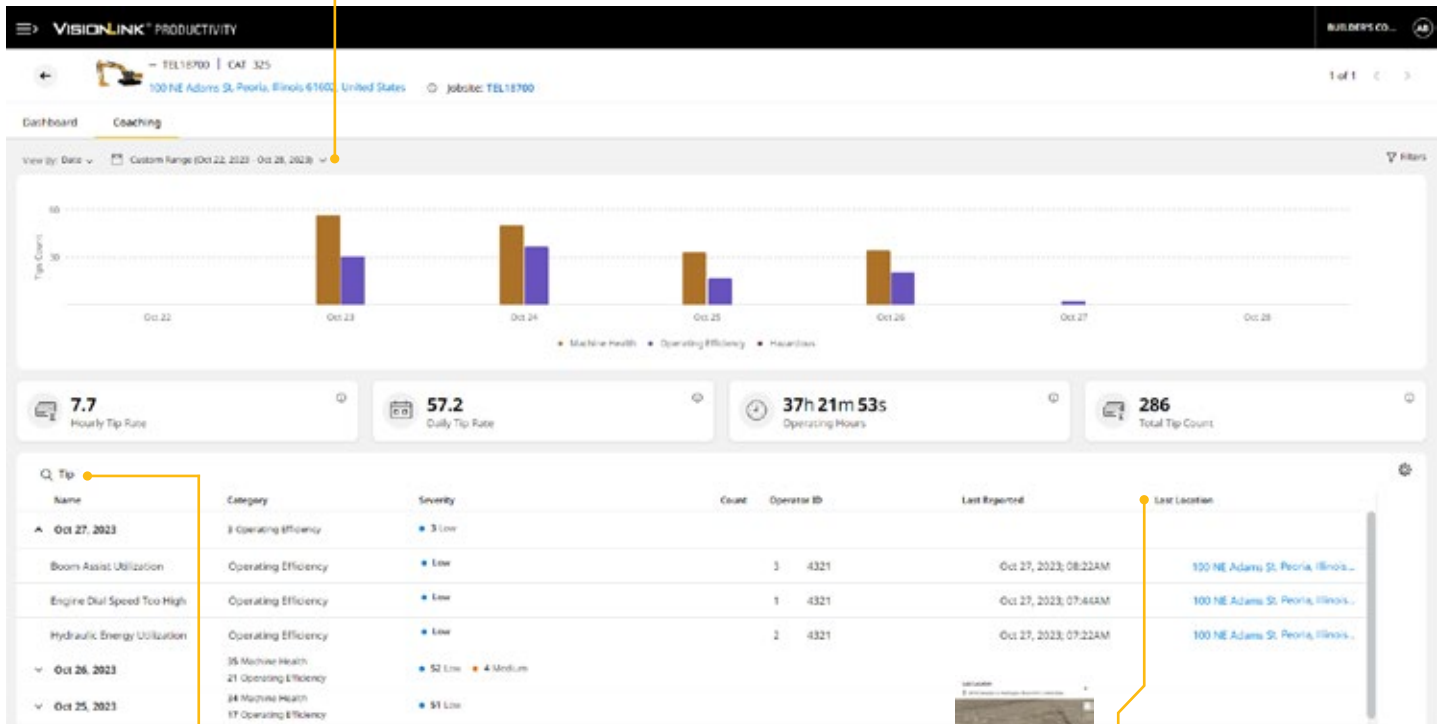 VISIONLINK® PRODUCTIVITY
BUILDER'S CO... AB
— TEL18700 | CAT 325
1 of 1
100 NE Adams St, Peoria, Illinois 61602, United States Jobsite: TEL18700
Dashboard Coaching
View By: Date Custom Range (Oct 22, 2023 - Oct 28, 2023) Filters
60
30
Tips Count
Oct 22 Oct 23 Oct 24 Oct 25 Oct 26 Oct 27 Oct 28
Machine Health Operating Efficiency Hazardous
7.7 57.2 37h 21m 53s 286
Hourly Tip Rate Daily Tip Rate Operating Hours Total Tip Count
Tip
Name Category Severity Count Operator ID Last Reported Last Location
Oct 27, 2023 3 Operating Efficiency 3 Low
Boom Assist Utilization Operating Efficiency Low 3 4321 Oct 27, 2023; 08:22AM 100 NE Adams St, Peoria, Illinois...
Engine Dial Speed Too High Operating Efficiency Low 1 4321 Oct 27, 2023; 07:44AM 100 NE Adams St, Peoria, Illinois...
Hydraulic Energy Utilization Operating Efficiency Low 2 4321 Oct 27, 2023; 07:22AM 100 NE Adams St, Peoria, Illinois...
Oct 26, 2023 35 Machine Health 52 Low 4 Medium
21 Operating Efficiency
Oct 25, 2023 34 Machine Health 51 Low
17 Operating Efficiency
Last Location